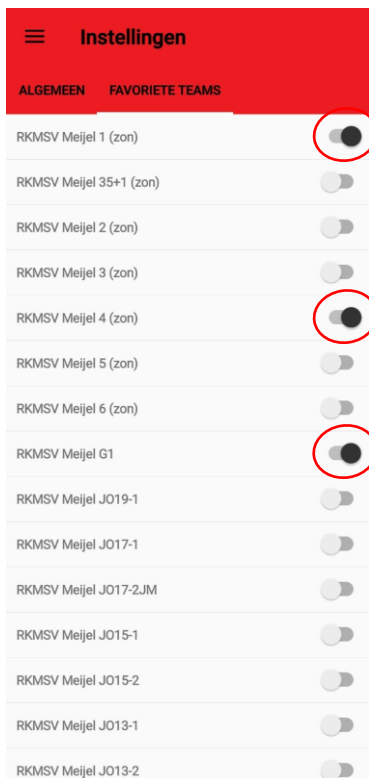 Instellingen
ALGEMEEN FAVORIETE TEAMS
RKMSV Meijel 1 (zon)
RKMSV Meijel 35+1 (zon)
RKMSV Meijel 2 (zon)
RKMSV Meijel 3 (zon)
RKMSV Meijel 4 (zon)
RKMSV Meijel 5 (zon)
RKMSV Meijel 6 (zon)
RKMSV Meijel G1
RKMSV Meijel JO19-1
RKMSV Meijel JO17-1
RKMSV Meijel JO17-2JM
RKMSV Meijel JO15-1
RKMSV Meijel JO15-2
RKMSV Meijel JO13-1
RKMSV Meijel JO13-2